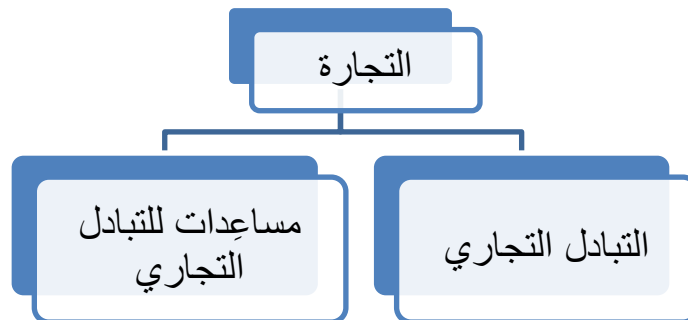 التجارة
التبادل التجاري
مساعِدات للتبادل
التجاري